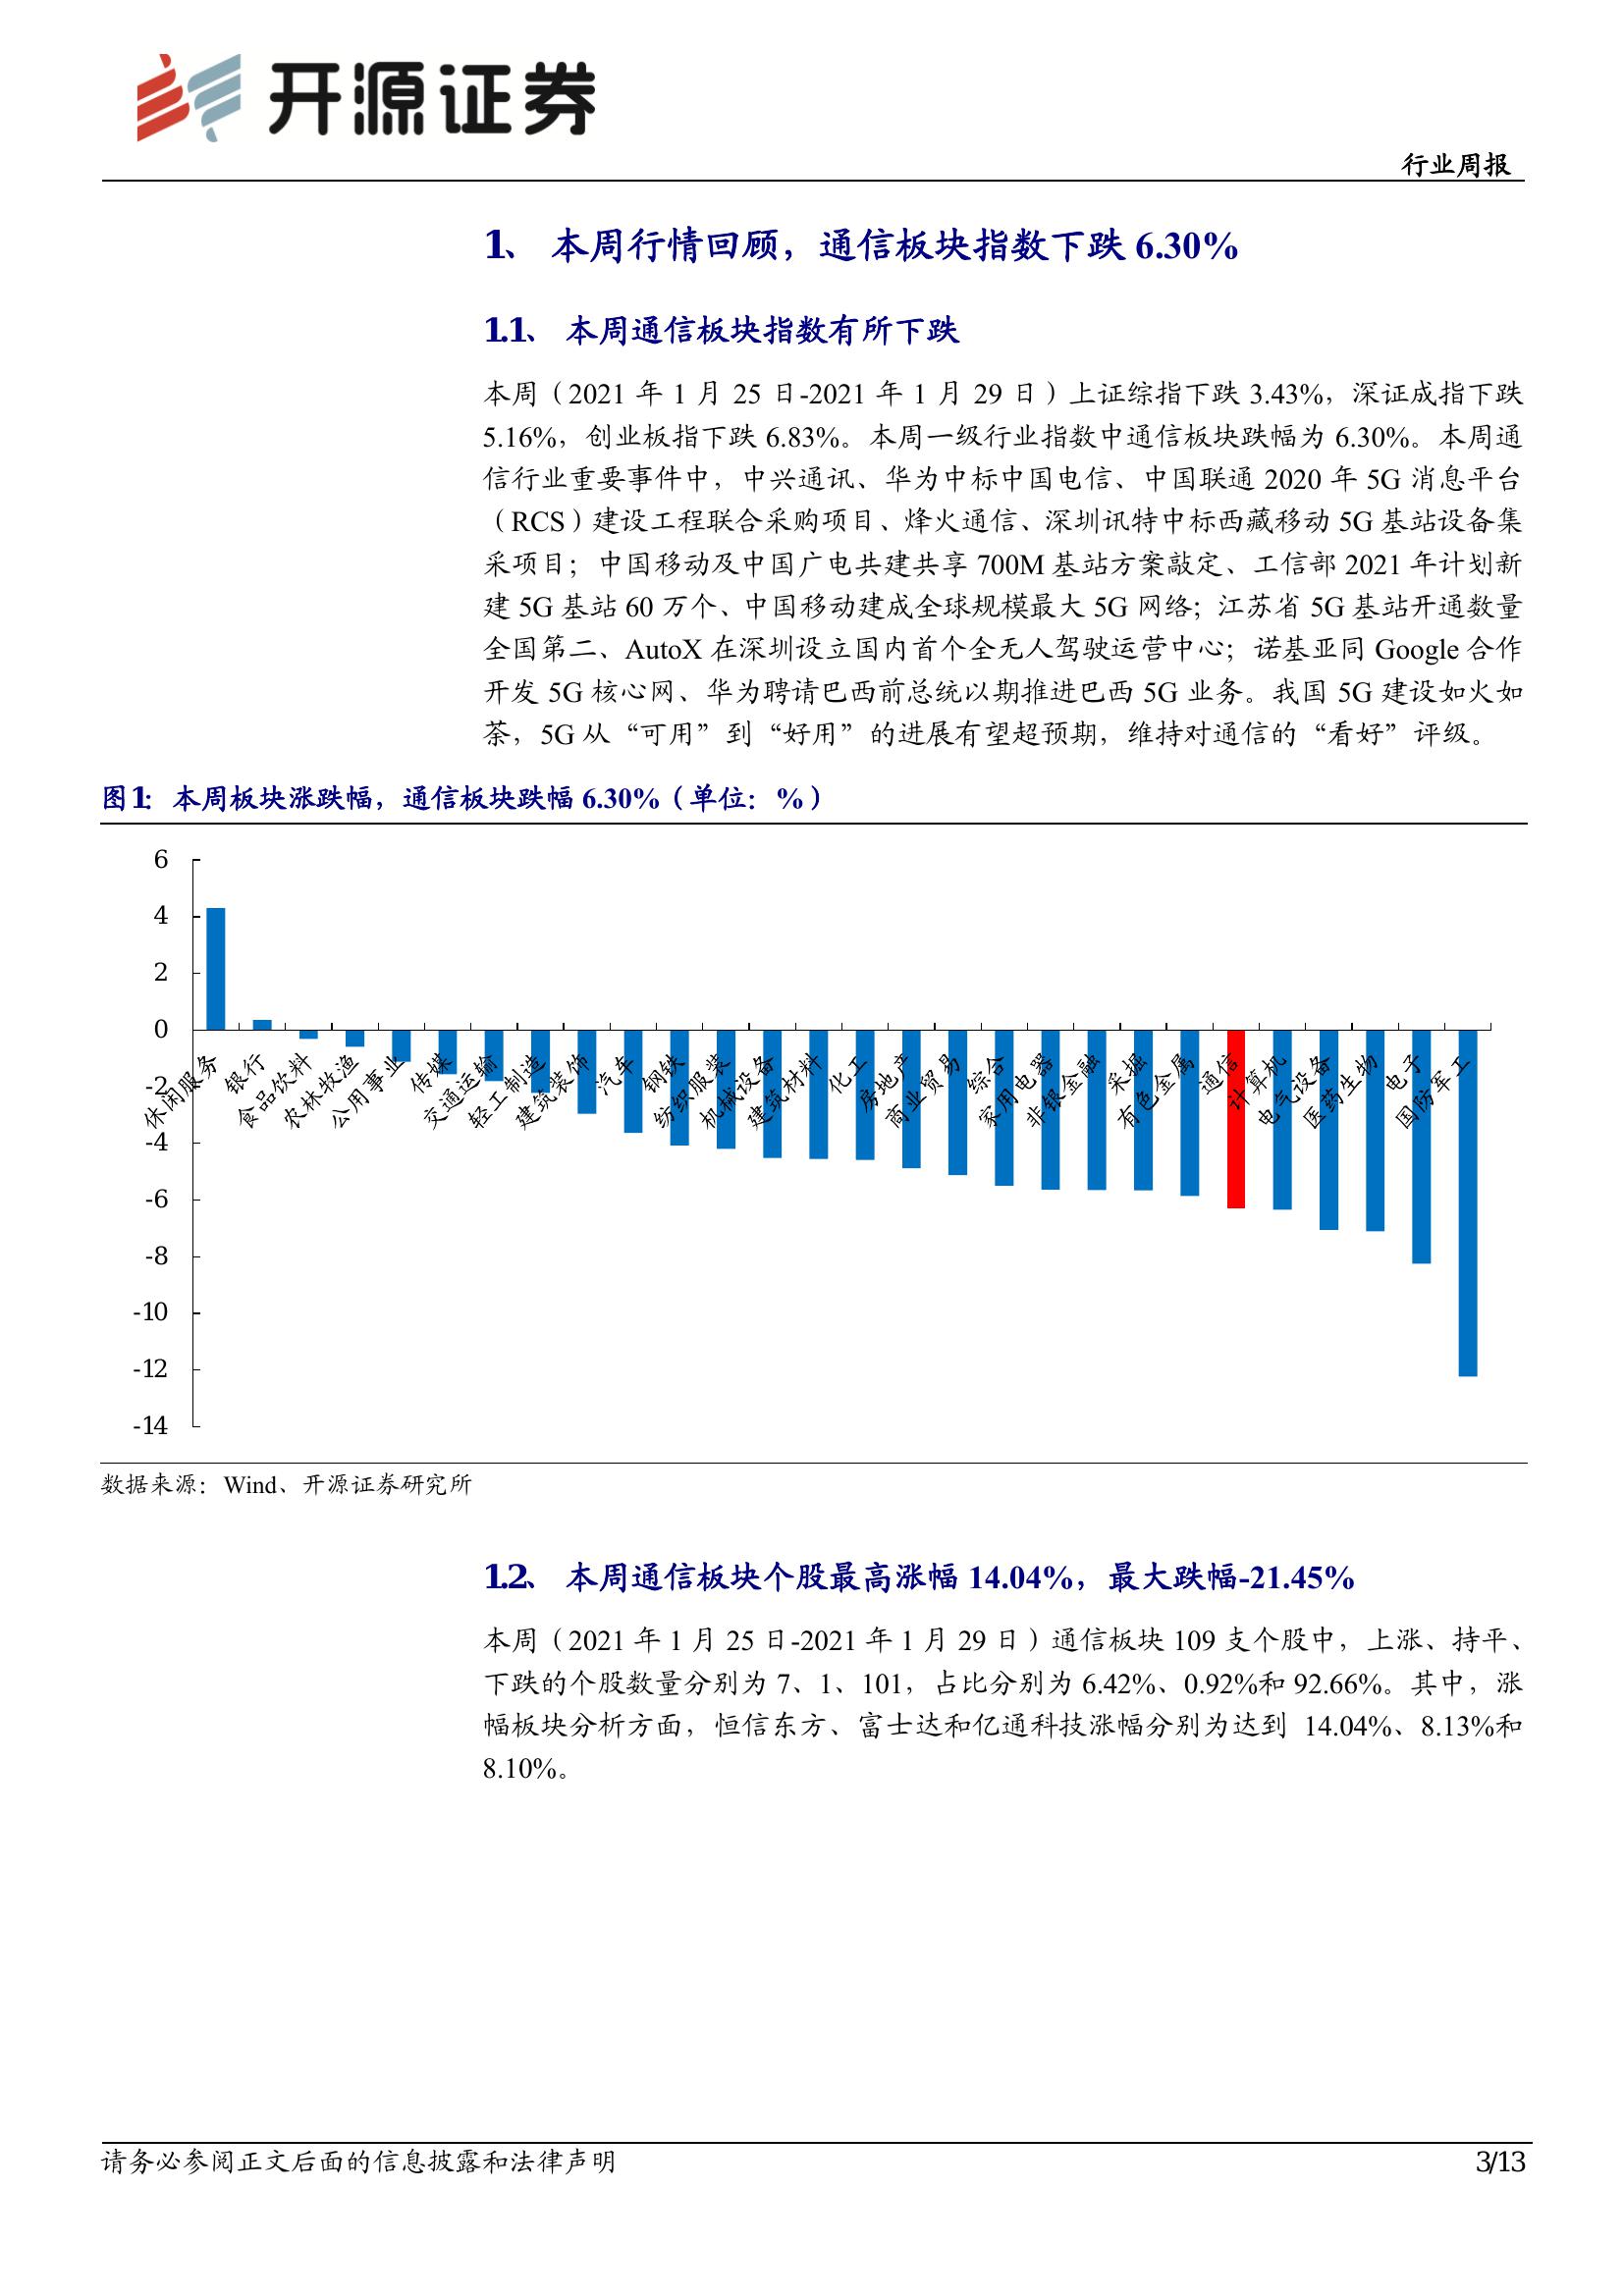 开源证券
行业周报
1、 本周行情回顾，通信板块指数下跌 6.30%
1.1、 本周通信板块指数有所下跌
本周（2021 年 1 月 25 日-2021 年 1 月 29 日）上证综指下跌 3.43%，深证成指下跌
5.16%，创业板指下跌 6.83%。本周一级行业指数中通信板块跌幅为 6.30%。本周通
信行业重要事件中，中兴通讯、华为中标中国电信、中国联通 2020 年 5G 消息平台
（RCS）建设工程联合采购项目、烽火通信、深圳讯特中标西藏移动 5G 基站设备集
采项目；中国移动及中国广电共建共享 700M 基站方案敲定、工信部 2021 年计划新
建 5G 基站 60 万个、中国移动建成全球规模最大 5G 网络；江苏省 5G 基站开通数量
全国第二、AutoX 在深圳设立国内首个全无人驾驶运营中心；诺基亚同 Google 合作
开发 5G 核心网、华为聘请巴西前总统以期推进巴西 5G 业务。我国 5G 建设如火如
荼，5G 从“可用”到“好用”的进展有望超预期，维持对通信的“看好”评级。
图1：本周板块涨跌幅，通信板块跌幅 6.30%（单位：%）
6
4
2
0
-2
-4
-6
-8
-10
-12
-14
休闲服务
银行
食品饮料
农林牧渔
公用事业
传媒
交通运输
轻工制造
建筑装饰
汽车
钢铁
纺织服装
机械设备
建筑材料
化工
房地产
商业贸易
综合
家用电器
非银金融
采掘
有色金属
通信
计算机
电气设备
医药生物
电子
国防军工
数据来源：Wind、开源证券研究所
1.2、 本周通信板块个股最高涨幅 14.04%，最大跌幅-21.45%
本周（2021 年 1 月 25 日-2021 年 1 月 29 日）通信板块 109 支个股中，上涨、持平、
下跌的个股数量分别为 7、1、101，占比分别为 6.42%、0.92%和 92.66%。其中，涨
幅板块分析方面，恒信东方、富士达和亿通科技涨幅分别为达到 14.04%、8.13%和
8.10%。
请务必参阅正文后面的信息披露和法律声明
3/13